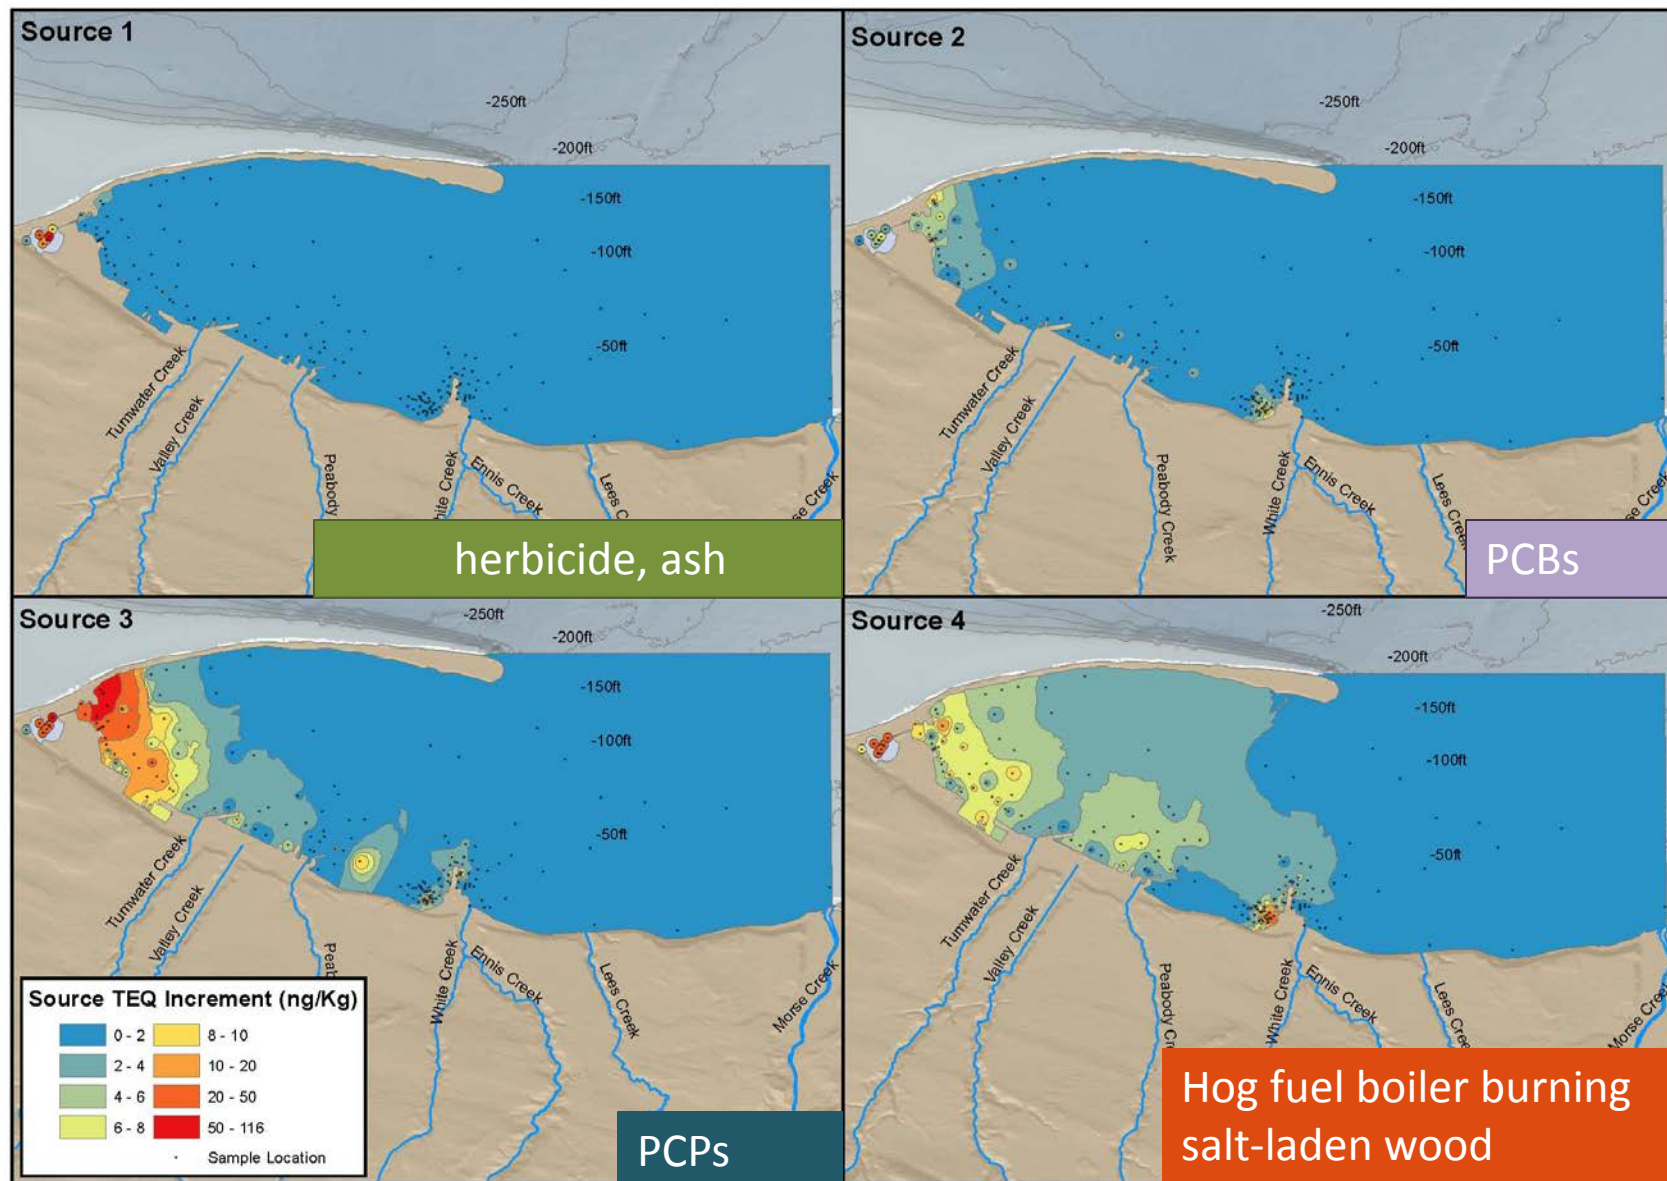 Source 1
-250ft
-200ft
-150ft
-100ft
-50ft
Tumwater Creek
Valley Creek
Peabody
White Creek
Ennis Creek
Lees C
herbicide, ash
Source 2
-250ft
-200ft
-150ft
-100ft
-50ft
Tumwater Creek
Valley Creek
Peabody Creek
White Creek
Ennis Creek
Lees Creek
PCBs
Source 3
-250ft
-200ft
-150ft
-100ft
-50ft
Tumwater Creek
Valley Creek
Peab
White Creek
Ennis Creek
Lees Creek
Morse Creek
Source TEQ Increment (ng/Kg)
0 - 2
8 - 10
2 - 4
10 - 20
4 - 6
20 - 50
6 - 8
50 - 116
Sample Location
PCPs
Source 4
-250ft
-200ft
-150ft
-100ft
-50ft
Tumwater Creek
Valley Creek
Peabody Cre
White Creek
Ennis Creek
Lees Cree
Hog fuel boiler burning
salt-laden wood